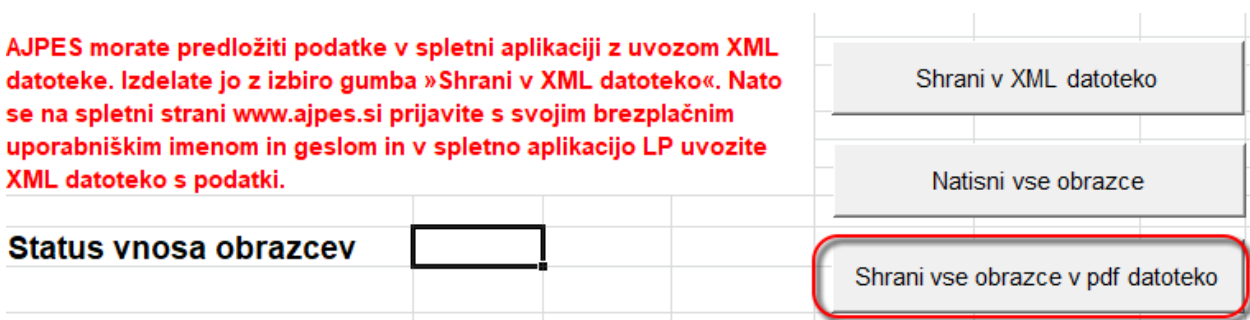 AJPES morate predložiti podatke v spletni aplikaciji z uvozom XML
datoteke. Izdelate jo z izbiro gumba »Shrani v XML datoteko«. Nato
se na spletni strani www.ajpes.si prijavite s svojim brezplačnim
uporabniškim imenom in geslom in v spletno aplikacijo LP uvozite
XML datoteko s podatki.
Shrani v XML datoteko
Natisni vse obrazce
Status vnosa obrazcev
Shrani vse obrazce v pdf datoteko